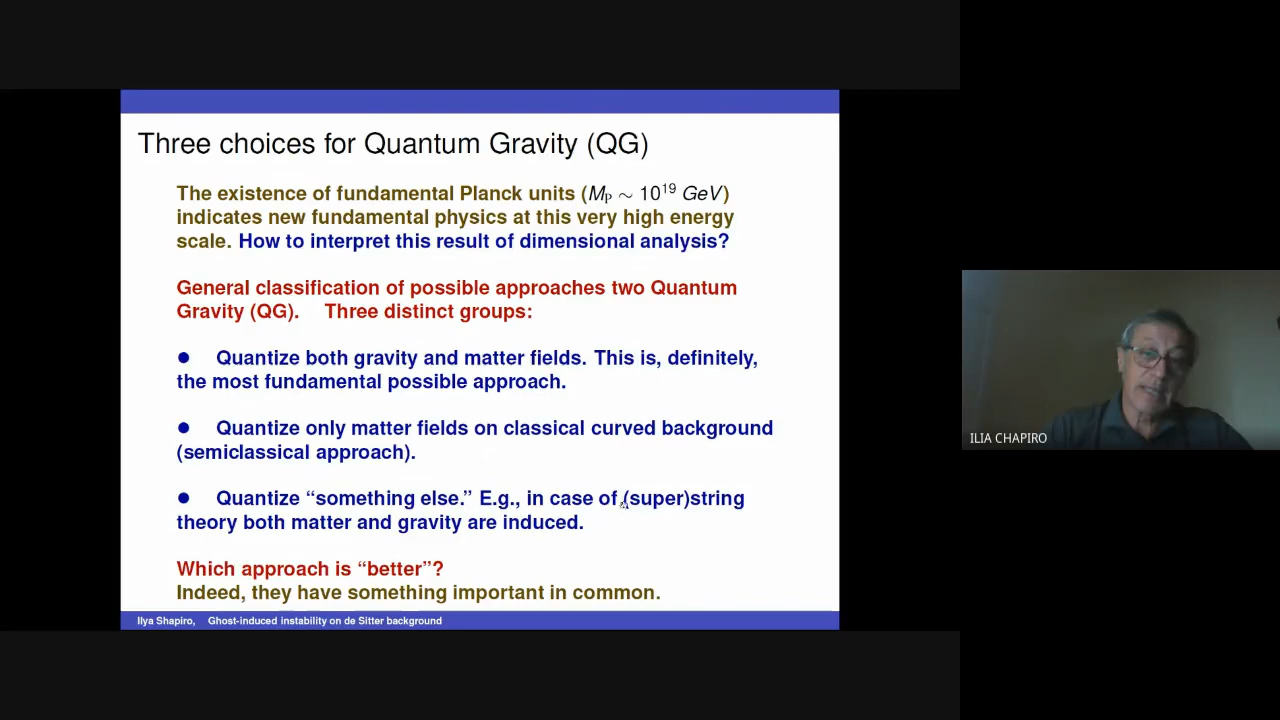 Three choices for Quantum Gravity (QG)
The existence of fundamental Planck units (M_P ∼ 10^19 GeV)
indicates new fundamental physics at this very high energy
scale. How to interpret this result of dimensional analysis?
General classification of possible approaches two Quantum
Gravity (QG). Three distinct groups:
● Quantize both gravity and matter fields. This is, definitely,
the most fundamental possible approach.
● Quantize only matter fields on classical curved background
(semiclassical approach).
● Quantize “something else.” E.g., in case of (super)string
theory both matter and gravity are induced.
Which approach is “better”?
Indeed, they have something important in common.
Ilya Shapiro, Ghost-induced instability on de Sitter background
ILIA CHAPIRO